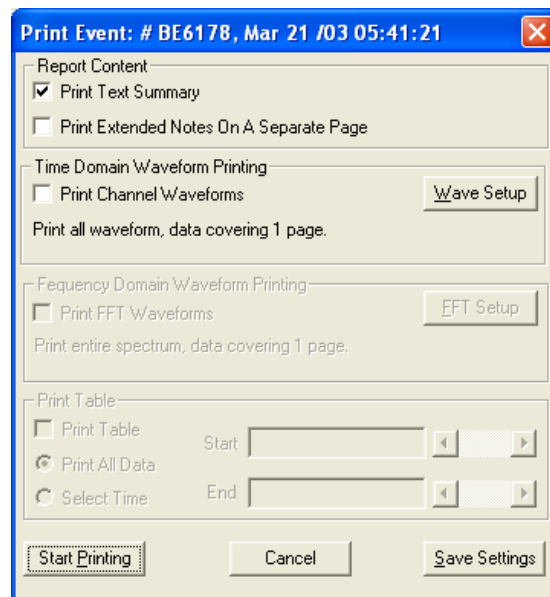 Print Event: # BE6178, Mar 21 /03 05:41:21
Report Content
Print Text Summary
Print Extended Notes On A Separate Page
Time Domain Waveform Printing
Print Channel Waveforms
Wave Setup
Print all waveform, data covering 1 page.
Fequency Domain Waveform Printing
Print FFT Waveforms
FFT Setup
Print entire spectrum, data covering 1 page.
Print Table
Print Table
Start
Print All Data
Select Time
End
Start Printing
Cancel
Save Settings